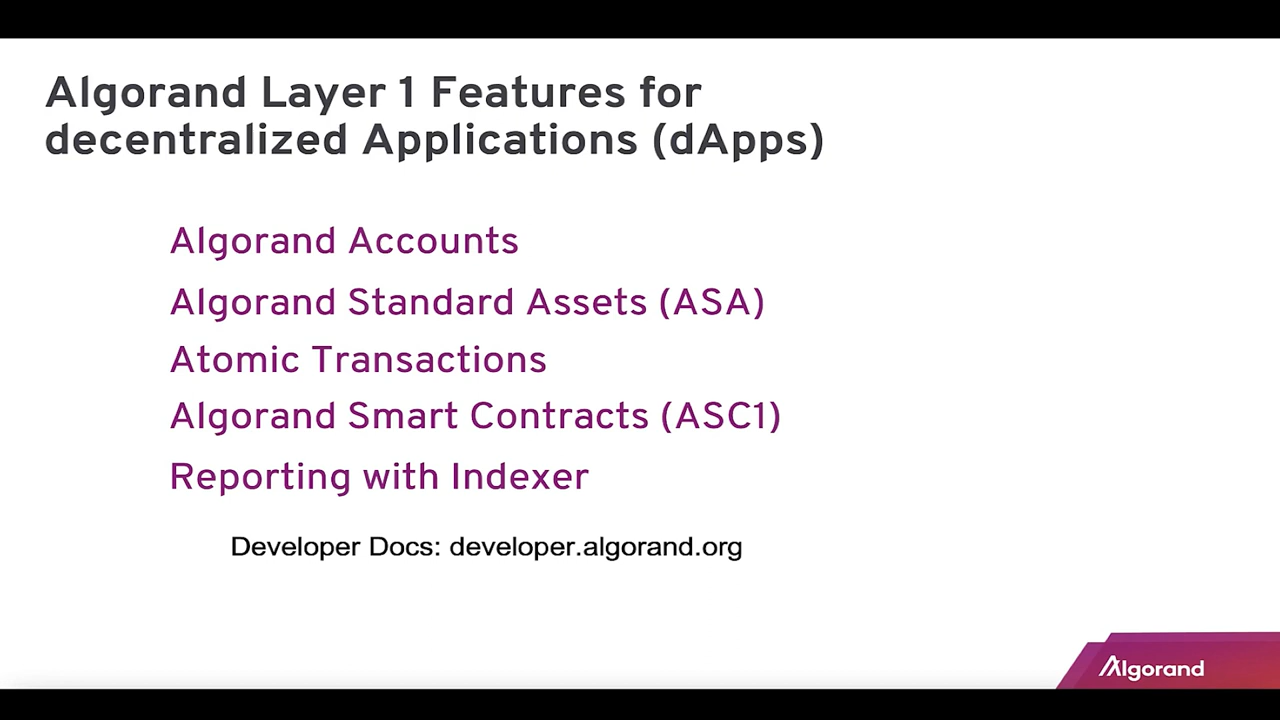 Algorand Layer 1 Features for
decentralized Applications (dApps)
Algorand Accounts
Algorand Standard Assets (ASA)
Atomic Transactions
Algorand Smart Contracts (ASC1)
Reporting with Indexer
Developer Docs: developer.algorand.org
Algorand